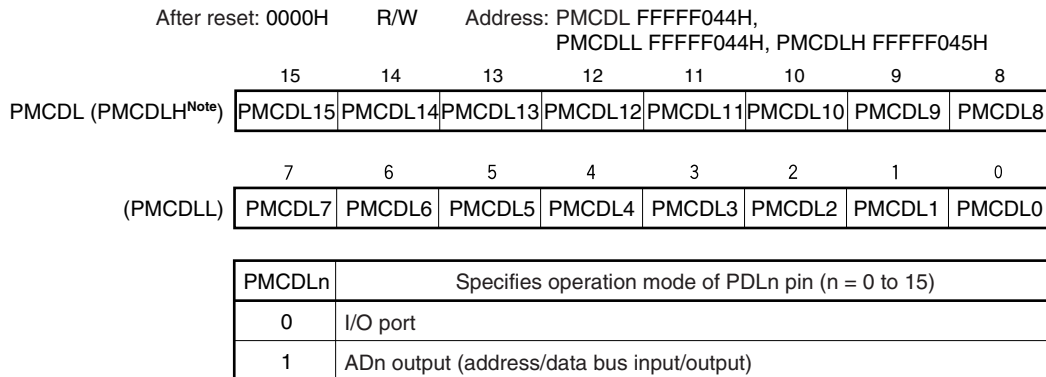 After reset: 0000H R/W Address: PMCDL FFFFF044H,
PMCDLL FFFFF044H, PMCDLH FFFFF045H
15 14 13 12 11 10 9 8
PMCDL (PMCDLHNote) PMCDL15 PMCDL14 PMCDL13 PMCDL12 PMCDL11 PMCDL10 PMCDL9 PMCDL8
7 6 5 4 3 2 1 0
(PMCDLL) PMCDL7 PMCDL6 PMCDL5 PMCDL4 PMCDL3 PMCDL2 PMCDL1 PMCDL0
PMCDLn Specifies operation mode of PDLn pin (n = 0 to 15)
0 I/O port
1 ADn output (address/data bus input/output)